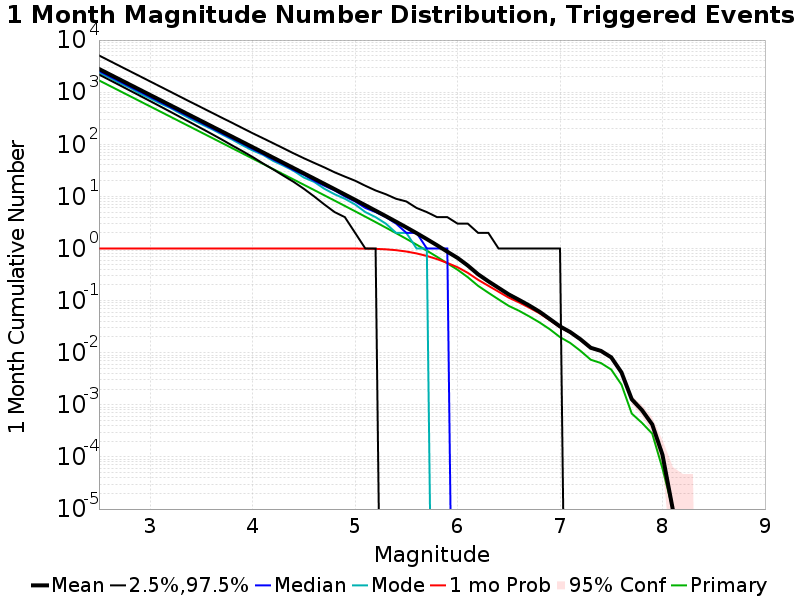 1 Month Magnitude Number Distribution, Triggered Events
1 Month Cumulative Number
10^4
10^3
10^2
10^1
10^0
10^-1
10^-2
10^-3
10^-4
10^-5
3 4 5 6 7 8 9
Magnitude
Mean 2.5%,97.5% Median Mode 1 mo Prob 95% Conf Primary